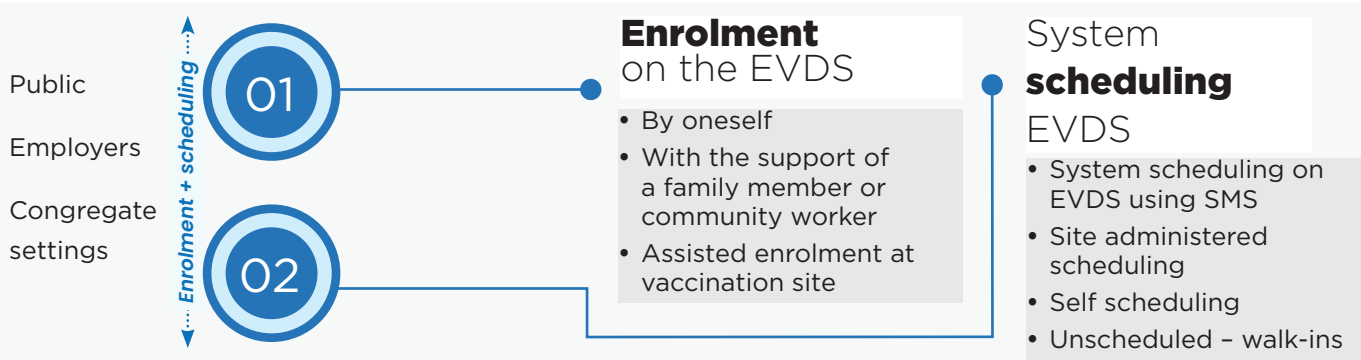 Public
Employers
Congregate
settings
Enrolment + scheduling
01
02
Enrolment
on the EVDS
• By oneself
• With the support of
a family member or
community worker
• Assisted enrolment at
vaccination site
System
scheduling
EVDS
• System scheduling on
EVDS using SMS
• Site administered
scheduling
• Self scheduling
• Unscheduled – walk-ins